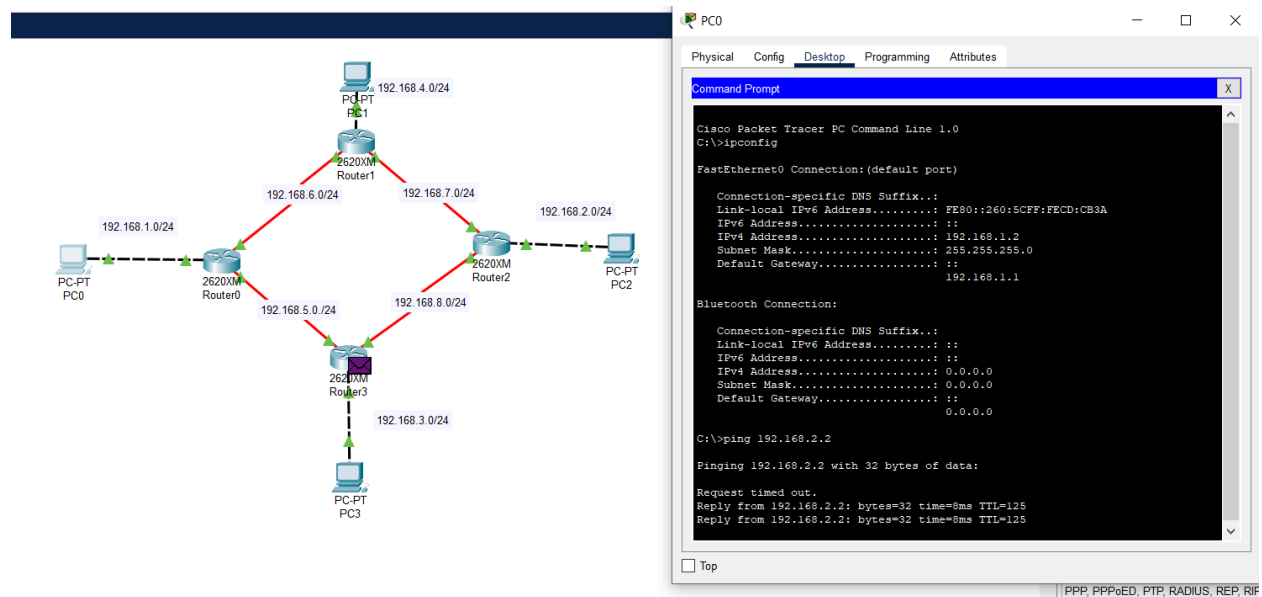 192.168.4.0/24
PC-PT
PC1
2620XM
Router1
192.168.6.0/24
192.168.7.0/24
192.168.1.0/24
192.168.2.0/24
PC-PT
PC0
2620XM
Router0
2620XM
Router2
PC-PT
PC2
192.168.5.0./24
192.168.8.0/24
2620XM
Router3
192.168.3.0/24
PC-PT
PC3
PC0
Physical Config Desktop Programming Attributes
Command Prompt X
Cisco Packet Tracer PC Command Line 1.0
C:\>ipconfig
FastEthernet0 Connection:(default port)
Connection-specific DNS Suffix..:
Link-local IPv6 Address.........: FE80::260:5CFF:FECD:CB3A
IPv6 Address....................: ::
IPv4 Address....................: 192.168.1.2
Subnet Mask.....................: 255.255.255.0
Default Gateway.................: ::
192.168.1.1
Bluetooth Connection:
Connection-specific DNS Suffix..:
Link-local IPv6 Address.........: ::
IPv6 Address....................: ::
IPv4 Address....................: 0.0.0.0
Subnet Mask.....................: 0.0.0.0
Default Gateway.................: ::
0.0.0.0
C:\>ping 192.168.2.2
Pinging 192.168.2.2 with 32 bytes of data:
Request timed out.
Reply from 192.168.2.2: bytes=32 time=8ms TTL=125
Reply from 192.168.2.2: bytes=32 time=8ms TTL=125
Top
PPP, PPPoED, PTP, RADIUS, REP, RIP